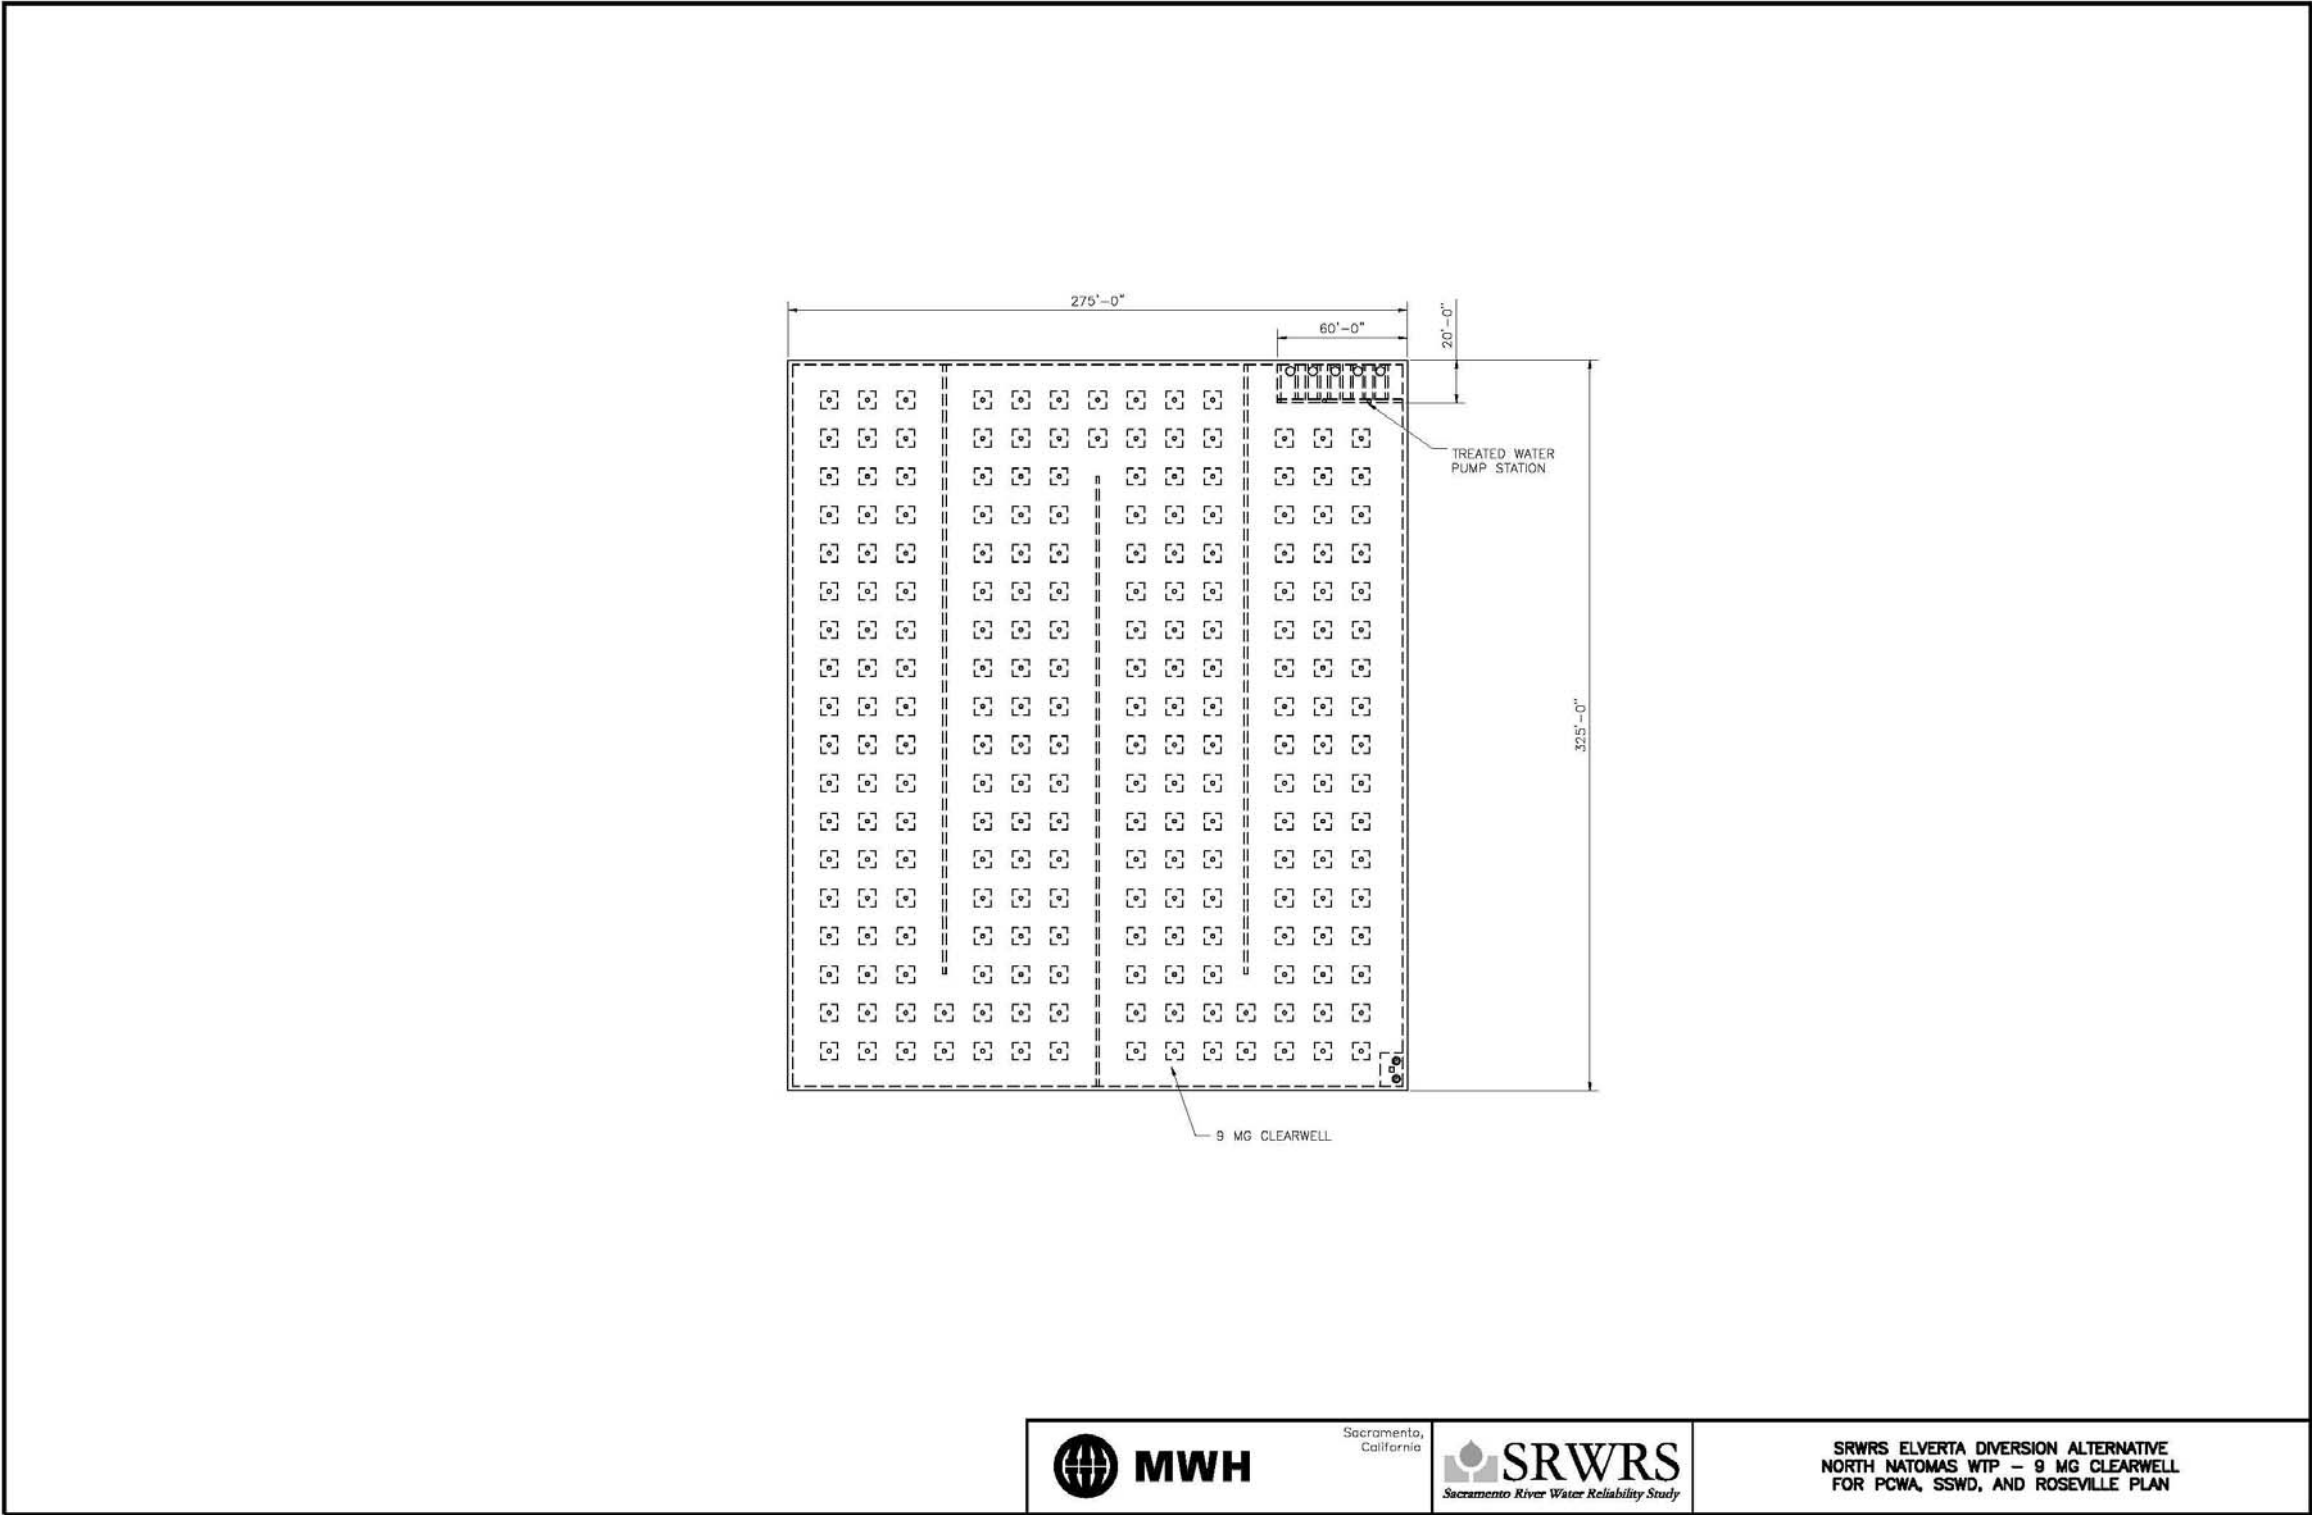 275'-0"
60'-0"
20'-0"
TREATED WATER
PUMP STATION
325'-0"
9 MG CLEARWELL
MWH
Sacramento,
California
SRWRS
Sacramento River Water Reliability Study
SRWRS ELVERTA DIVERSION ALTERNATIVE
NORTH NATOMAS WTP - 9 MG CLEARWELL
FOR PCWA, SSWD, AND ROSEVILLE PLAN